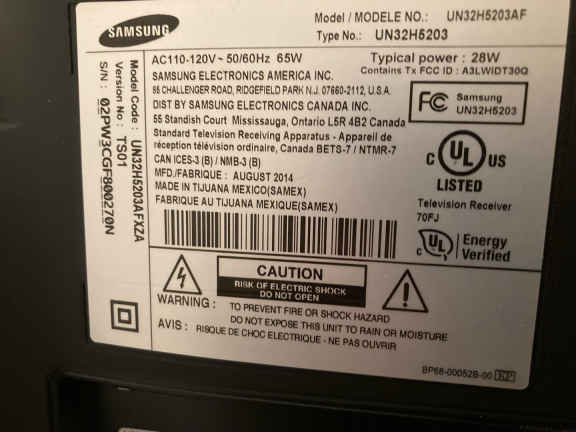 SAMSUNG
Model / MODELE NO.: UN32H5203AF
Type No.: UN32H5203
AC110-120V~ 50/60Hz 65W
Typical power : 28W
Contains Tx FCC ID : A3LWIDT30Q
SAMSUNG ELECTRONICS AMERICA INC.
85 CHALLENGER ROAD, RIDGEFIELD PARK N.J. 07660-2112, U.S.A.
DIST BY SAMSUNG ELECTRONICS CANADA INC.
55 Standish Court Mississauga, Ontario L5R 4B2 Canada
Standard Television Receiving Apparatus - Appareil de
réception télévision ordinaire, Canada BETS-7 / NTMR-7
CAN ICES-3 (B) / NMB-3 (B)
MFD/FABRIQUE : AUGUST 2014
MADE IN TIJUANA MEXICO(SAMEX)
FABRIQUE AU TIJUANA MEXIQUE(SAMEX)
FC Samsung
UN32H5203
C UL US
LISTED
Television Receiver
70FJ
C UL Energy
Verified
Model Code : UN32H5203AFXZA
Version No : TS01
S/N : 02PW3CGF800270N
CAUTION
RISK OF ELECTRIC SHOCK
DO NOT OPEN
WARNING : TO PREVENT FIRE OR SHOCK HAZARD
DO NOT EXPOSE THIS UNIT TO RAIN OR MOISTURE
AVIS : RISQUE DE CHOC ELECTRIQUE - NE PAS OUVRIR
BP68-00052B-00